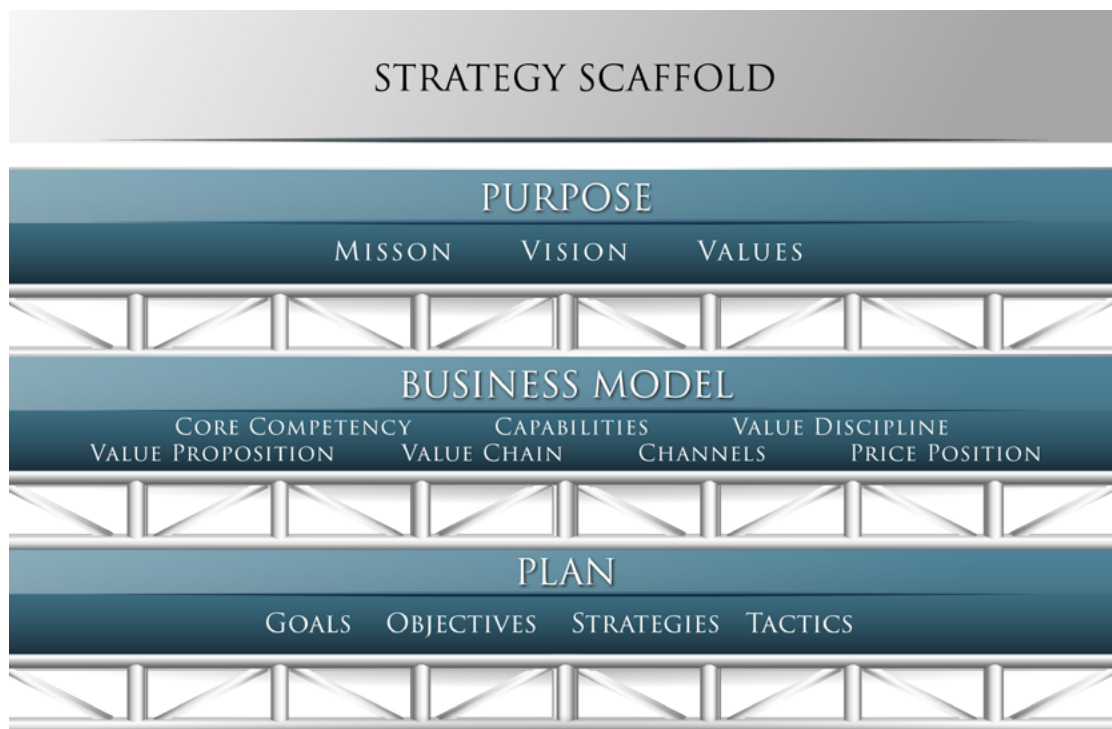 STRATEGY SCAFFOLD
PURPOSE
MISSON VISION VALUES
BUSINESS MODEL
CORE COMPETENCY CAPABILITIES VALUE DISCIPLINE
VALUE PROPOSITION VALUE CHAIN CHANNELS PRICE POSITION
PLAN
GOALS OBJECTIVES STRATEGIES TACTICS